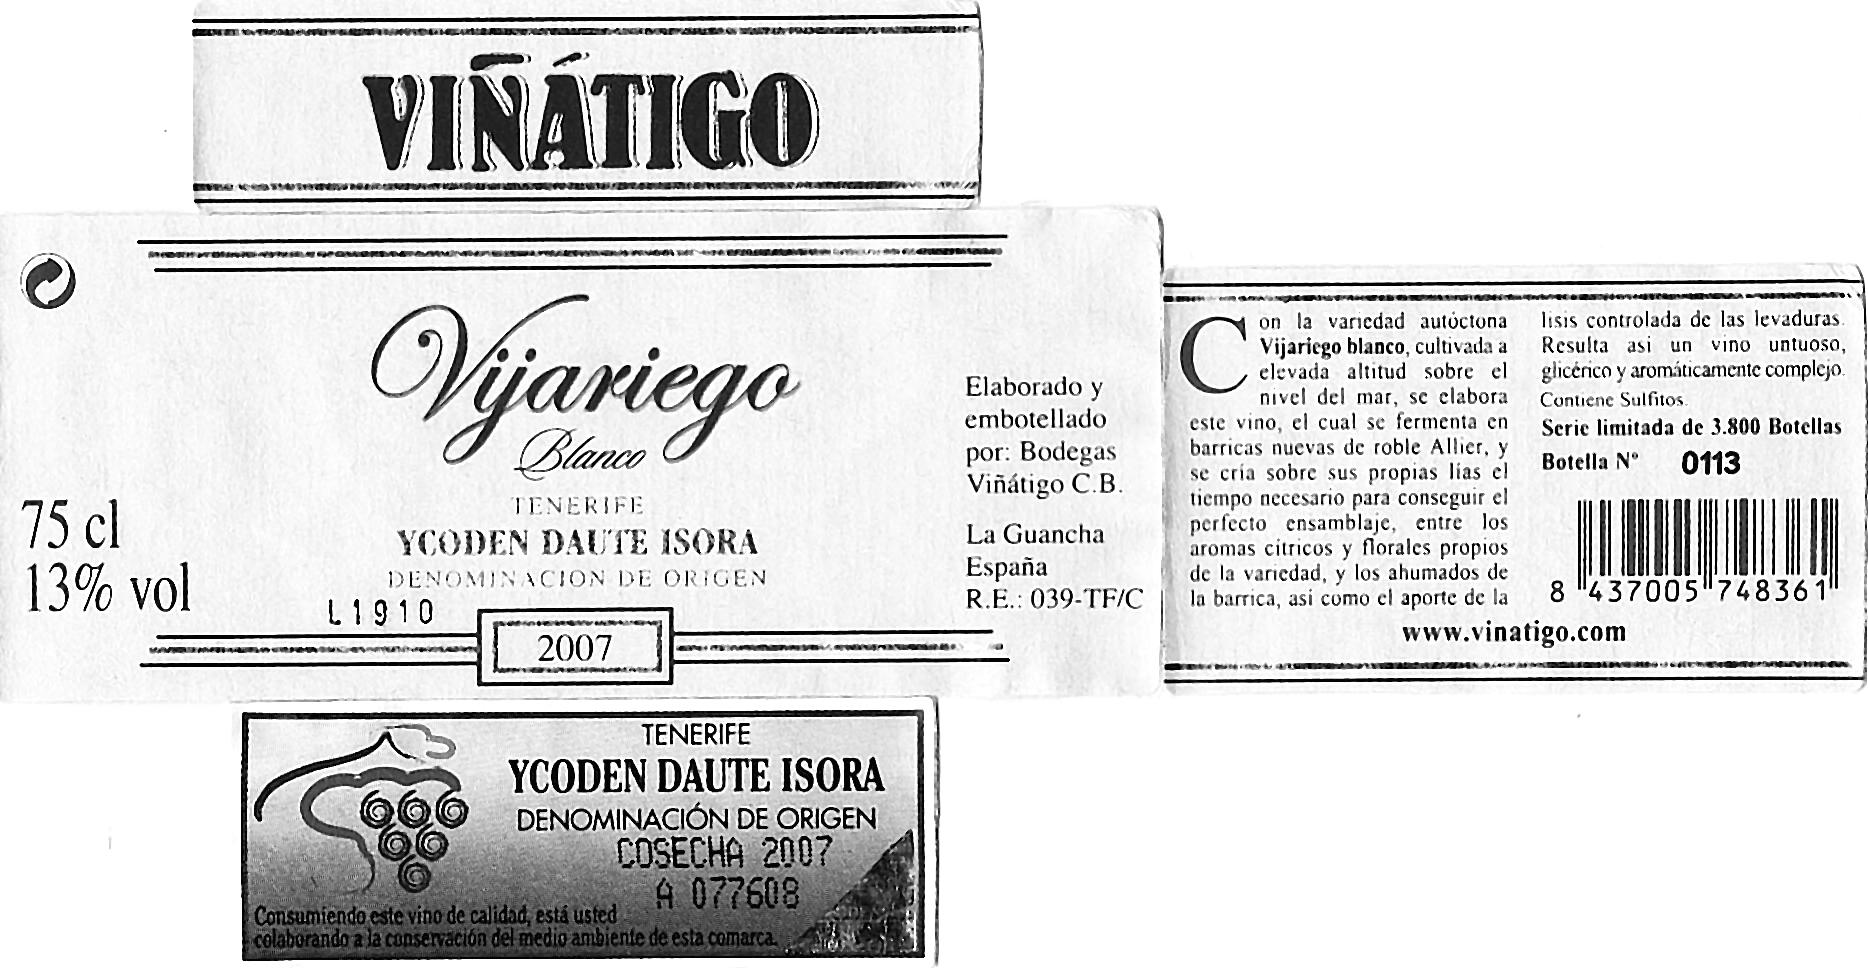 VIÑÁTIGO
Vijariego
Blanco
TENERIFE
YCODEN DAUTE ISORA
DENOMINACION DE ORIGEN
75 cl
13% vol
L1910
2007
Elaborado y
embotellado
por: Bodegas
Viñátigo C.B.
La Guancha
España
R.E.: 039-TF/C
Con la variedad autóctona
Vijariego blanco, cultivada a
elevada altitud sobre el
nivel del mar, se elabora
este vino, el cual se fermenta en
barricas nuevas de roble Allier, y
se cría sobre sus propias lías el
tiempo necesario para conseguir el
perfecto ensamblaje, entre los
aromas cítricos y florales propios
de la variedad, y los ahumados de
la barrica, asi como el aporte de la
lisis controlada de las levaduras.
Resulta asi un vino untuoso,
glicérico y aromáticamente complejo.
Contiene Sulfitos.
Serie limitada de 3.800 Botellas
Botella Nº 0113
8 437005 748361
www.vinatigo.com
TENERIFE
YCODEN DAUTE ISORA
DENOMINACIÓN DE ORIGEN
COSECHA 2007
A 077608
Consumiendo este vino de calidad, está usted
colaborando a la conservación del medio ambiente de esta comarca.